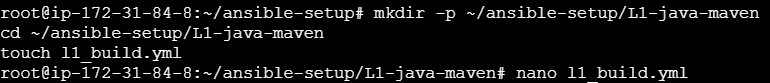 root@ip-172-31-84-8:~/ansible-setup# mkdir -p ~/ansible-setup/L1-java-maven
cd ~/ansible-setup/L1-java-maven
touch l1_build.yml
root@ip-172-31-84-8:~/ansible-setup/L1-java-maven# nano l1_build.yml